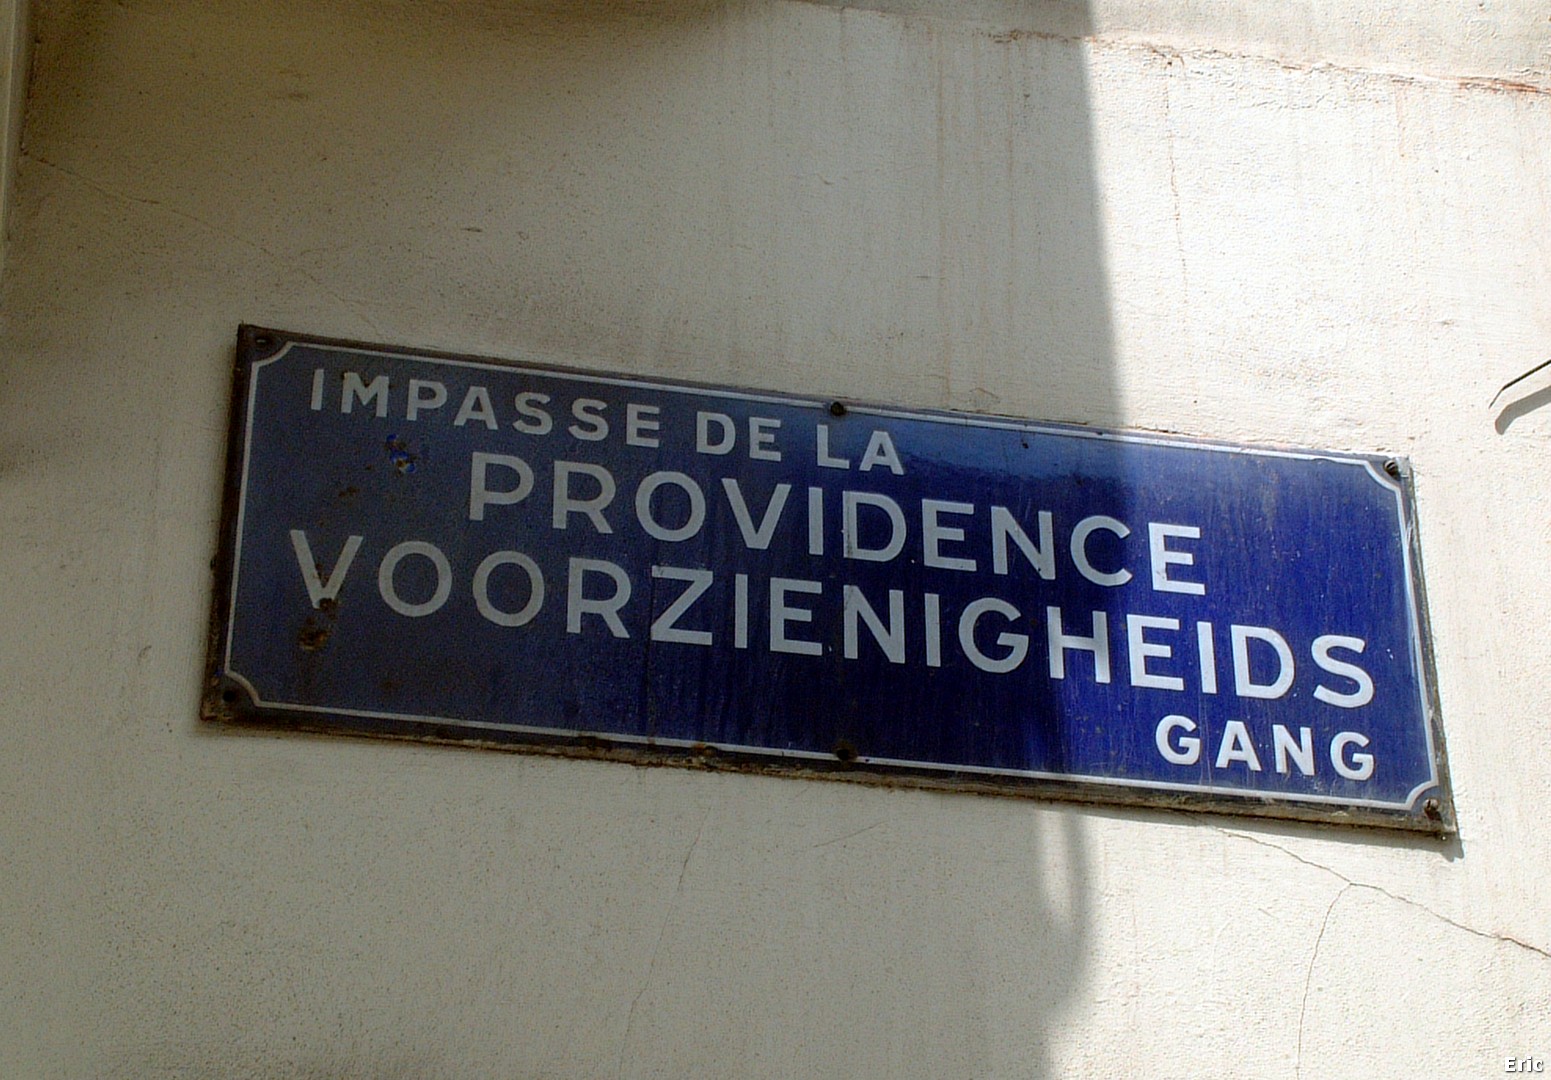 IMPASSE DE LA
PROVIDENCE
VOORZIENIGHEIDS
GANG
Eric